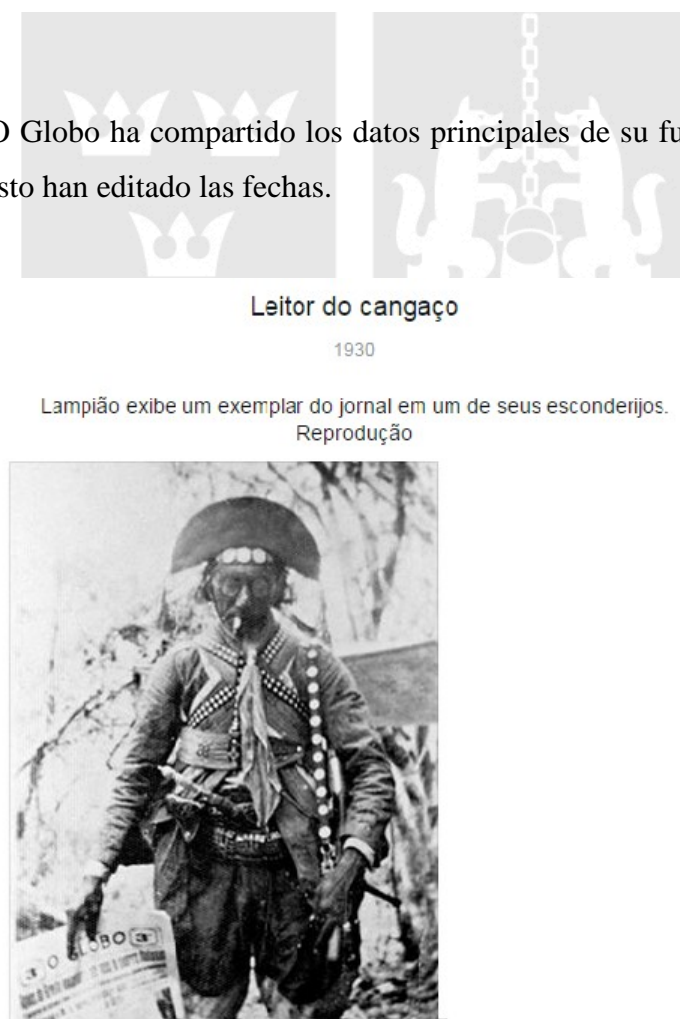 O Globo ha compartido los datos principales de su fu
sto han editado las fechas.
Leitor do cangaço
1930
Lampião exibe um exemplar do jornal em um de seus esconderijos.
Reprodução
O GLOBO